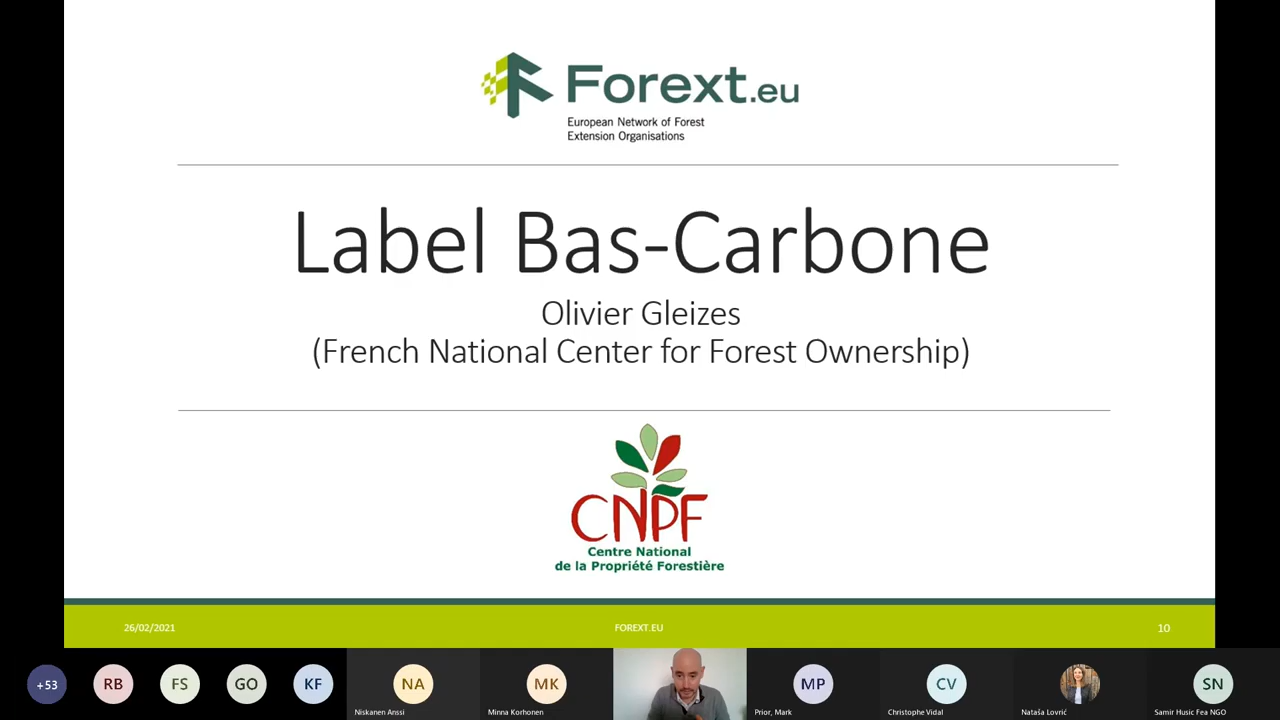 Forext.eu
European Network of Forest
Extension Organisations
Label Bas-Carbone
Olivier Gleizes
(French National Center for Forest Ownership)
CNPF
Centre National
de la Propriété Forestière
26/02/2021
FOREXT.EU
10
+53
RB
FS
GO
KF
NA
MK
MP
CV
SN
Niskanen Anssi
Minna Korhonen
Prior, Mark
Christophe Vidal
Nataša Lovrić
Samir Husic Fea NGO